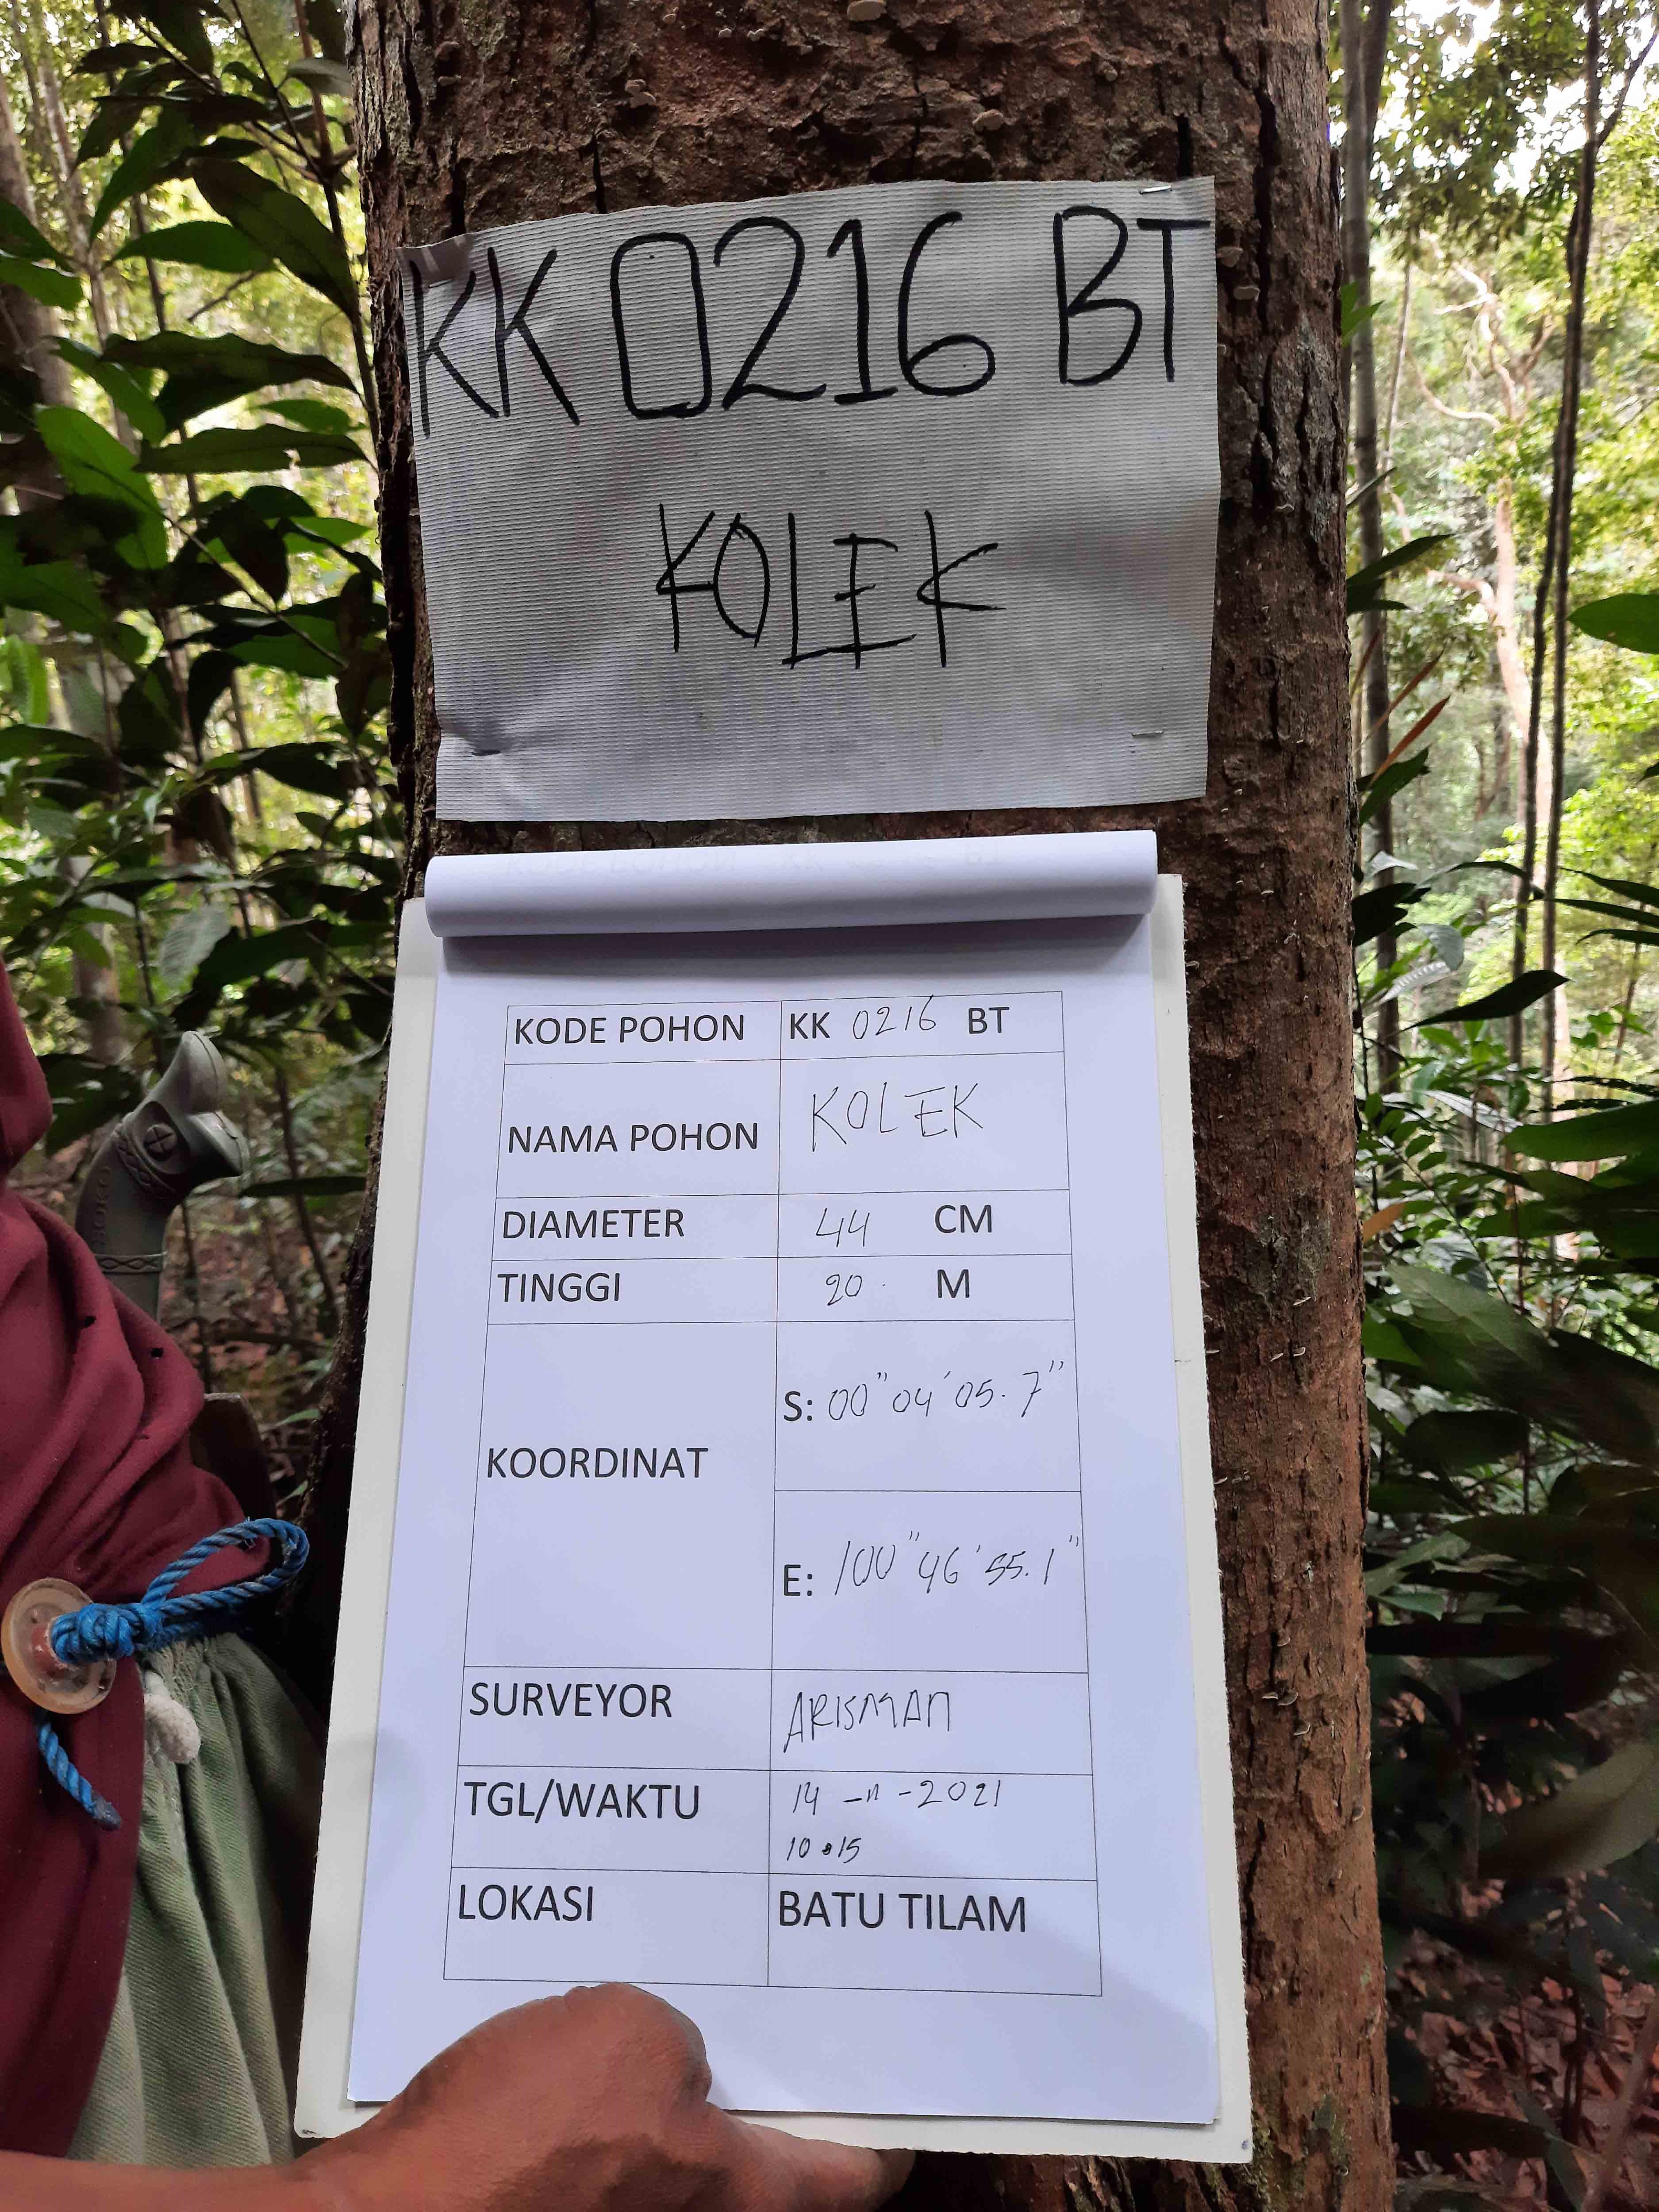 KK 0216 BT
KOLEK
KODE POHON KK 0216 BT
NAMA POHON KOLEK
DIAMETER 44 CM
TINGGI 20 M
KOORDINAT
S: 00" 04' 05.7"
E: 100" 46' 55.1"
SURVEYOR ARISMAN
TGL/WAKTU 14 - 11 - 2021
10.15
LOKASI BATU TILAM